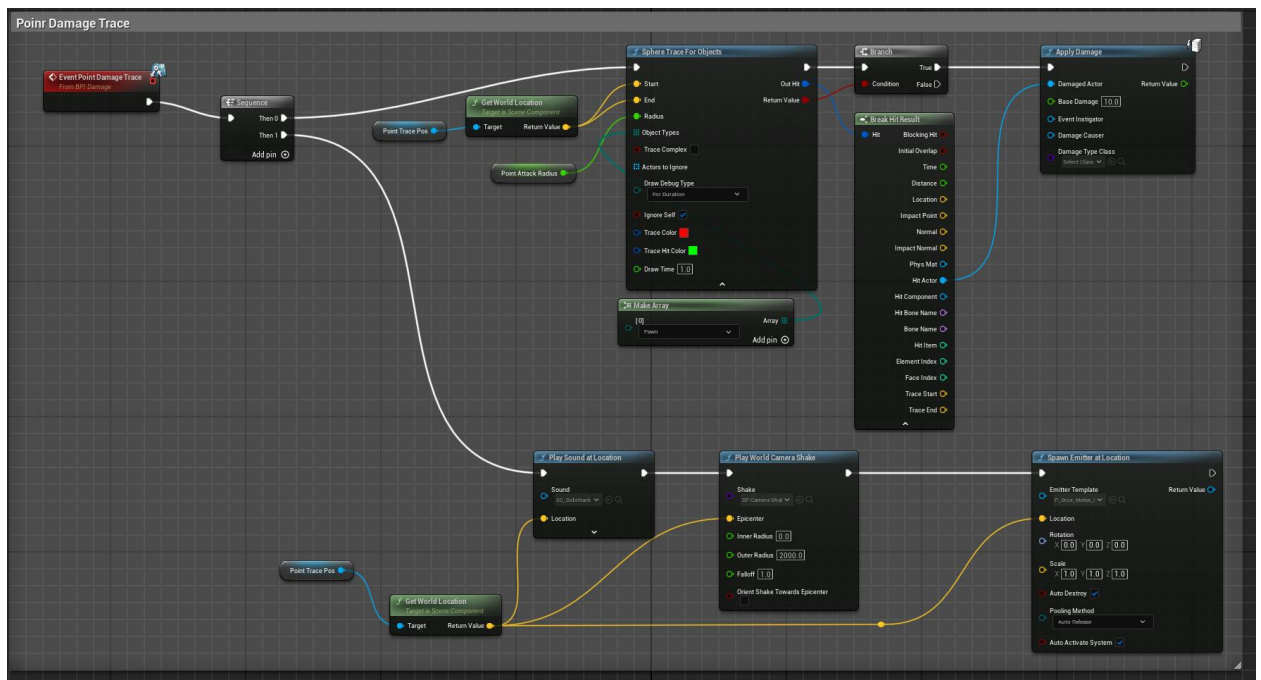 Poinr Damage Trace
Event Point Damage Trace
From BPI Damage
Sequence
Then 0
Then 1
Add pin
Point Trace Pos
Get World Location
Target is Scene Component
Target Return Value
Point Attack Radius
Sphere Trace For Objects
Start Out Hit
End Return Value
Radius
Object Types
Trace Complex
Actors to Ignore
Draw Debug Type
For Duration
Ignore Self
Trace Color
Trace Hit Color
Draw Time 1.0
Make Array
[0] Array
Pawn
Add pin
Branch
True
Condition False
Break Hit Result
Hit Blocking Hit
Initial Overlap
Time
Distance
Location
Impact Point
Normal
Impact Normal
Phys Mat
Hit Actor
Hit Component
Hit Bone Name
Bone Name
Hit Item
Element Index
Face Index
Trace Start
Trace End
Apply Damage
Damaged Actor Return Value
Base Damage 10.0
Event Instigator
Damage Causer
Damage Type Class
Select Class
Play Sound at Location
Sound
Location
Play World Camera Shake
Shake
Epicenter
Inner Radius 0.0
Outer Radius 2000.0
Falloff 1.0
Orient Shake Towards Epicenter
Spawn Emitter at Location
Emitter Template Return Value
Location
Rotation
X 0.0 Y 0.0 Z 0.0
Scale
X 1.0 Y 1.0 Z 1.0
Auto Destroy
Pooling Method
Auto Release
Auto Activate System
Point Trace Pos
Get World Location
Target is Scene Component
Target Return Value